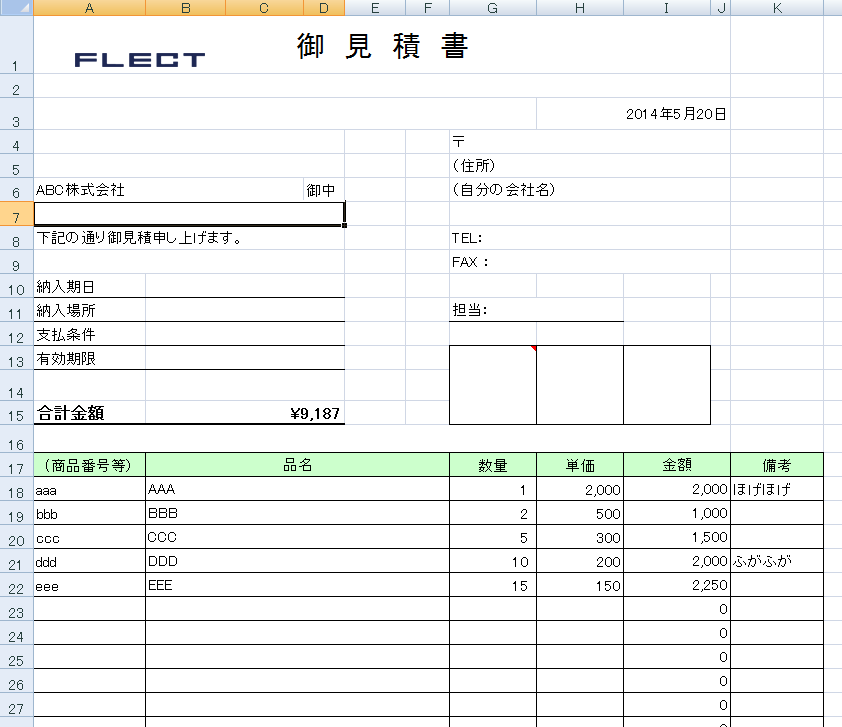 A B C D E F G H I J K
1 FLECT 御 見 積 書
2
3 2014年5月20日
4 〒
5 （住所）
6 ABC株式会社 御中 （自分の会社名）
7
8 下記の通り御見積申し上げます。 TEL：
9 FAX：
10 納入期日
11 納入場所 担当：
12 支払条件
13 有効期限
14
15 合計金額 ¥9,187
16
17 （商品番号等） 品名 数量 単価 金額 備考
18 aaa AAA 1 2,000 2,000 ほげほげ
19 bbb BBB 2 500 1,000
20 ccc CCC 5 300 1,500
21 ddd DDD 10 200 2,000 ふがふが
22 eee EEE 15 150 2,250
23 0
24 0
25 0
26 0
27 0